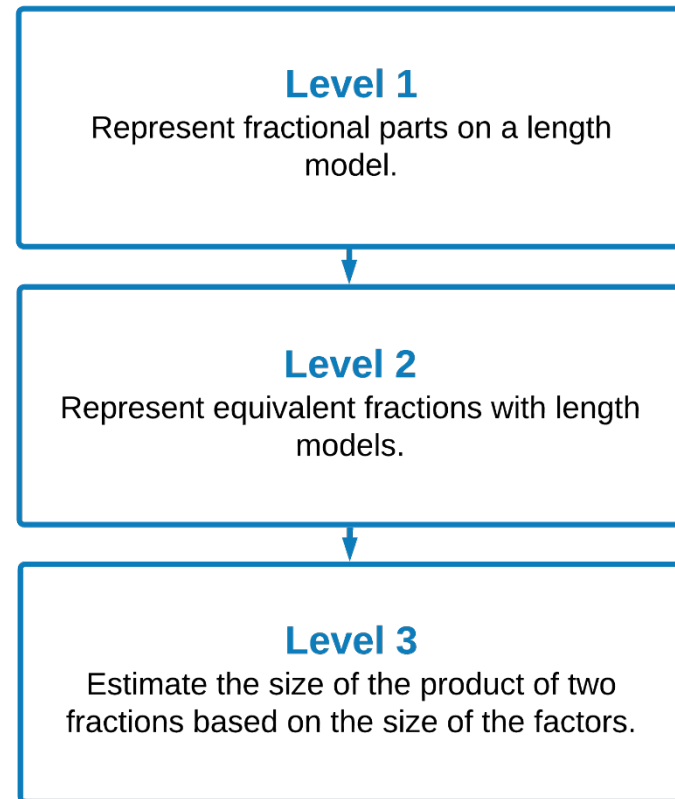 Level 1
Represent fractional parts on a length
model.
Level 2
Represent equivalent fractions with length
models.
Level 3
Estimate the size of the product of two
fractions based on the size of the factors.